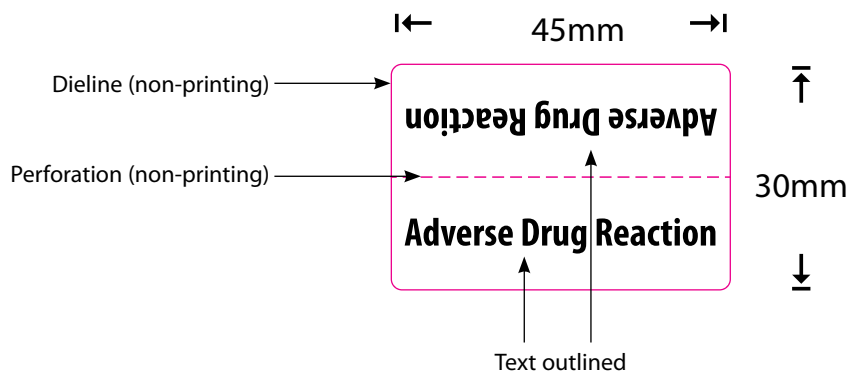 45mm
Dieline (non-printing)
Adverse Drug Reaction
Perforation (non-printing)
30mm
Adverse Drug Reaction
Text outlined